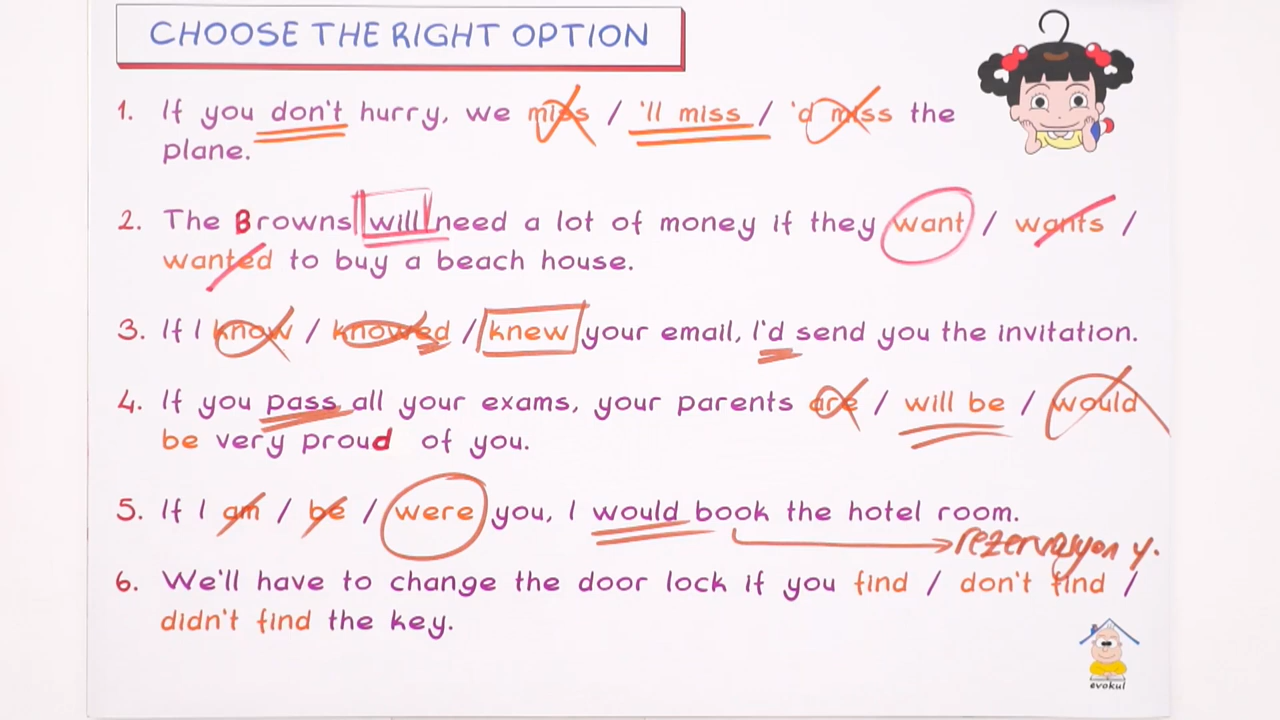 CHOOSE THE RIGHT OPTION
1. If you don't hurry, we miss / 'll miss / 'd miss the
plane.
2. The Browns will need a lot of money if they want / wants /
wanted to buy a beach house.
3. If I know / knowed / knew your email, I'd send you the invitation.
4. If you pass all your exams, your parents are / will be / would
be very proud of you.
5. If I am / be / were you, I would book the hotel room.
rezervasyon y.
6. We'll have to change the door lock if you find / don't find /
didn't find the key.
evokul